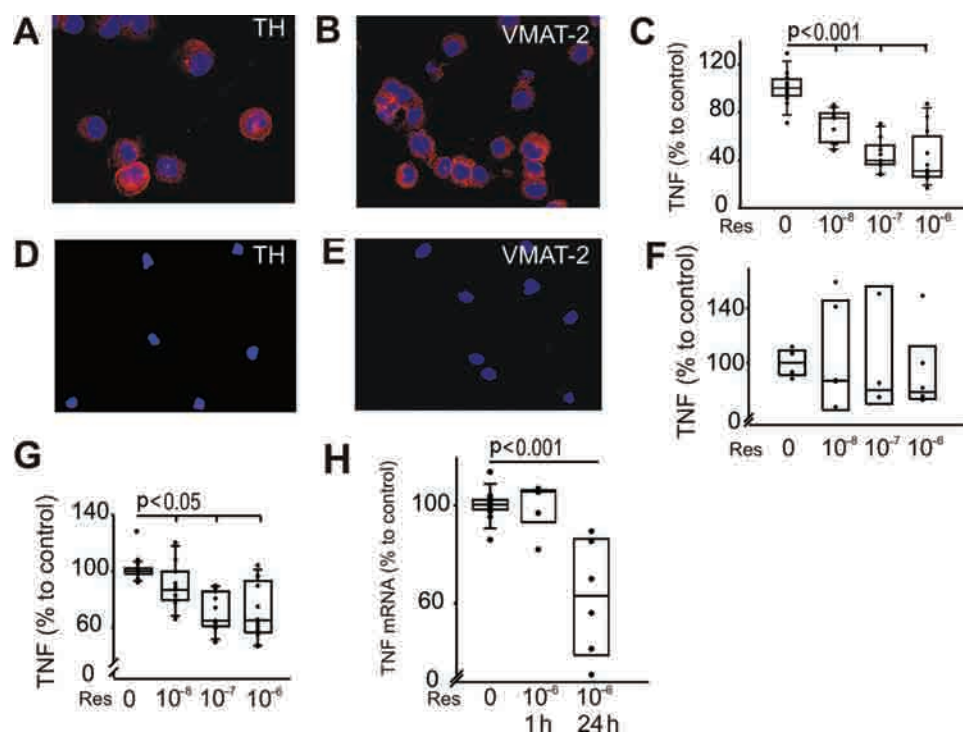 A
TH
B
VMAT-2
C
p<0.001
TNF (% to control)
120
80
40
Res 0 10⁻⁸ 10⁻⁷ 10⁻⁶
D
TH
E
VMAT-2
F
TNF (% to control)
140
100
0
Res 0 10⁻⁸ 10⁻⁷ 10⁻⁶
G
p<0.05
TNF (% to control)
140
100
60
0
Res 0 10⁻⁸ 10⁻⁷ 10⁻⁶
H
p<0.001
TNF mRNA (% to control)
100
60
0
Res 0 10⁻⁶ 10⁻⁶
1h 24h